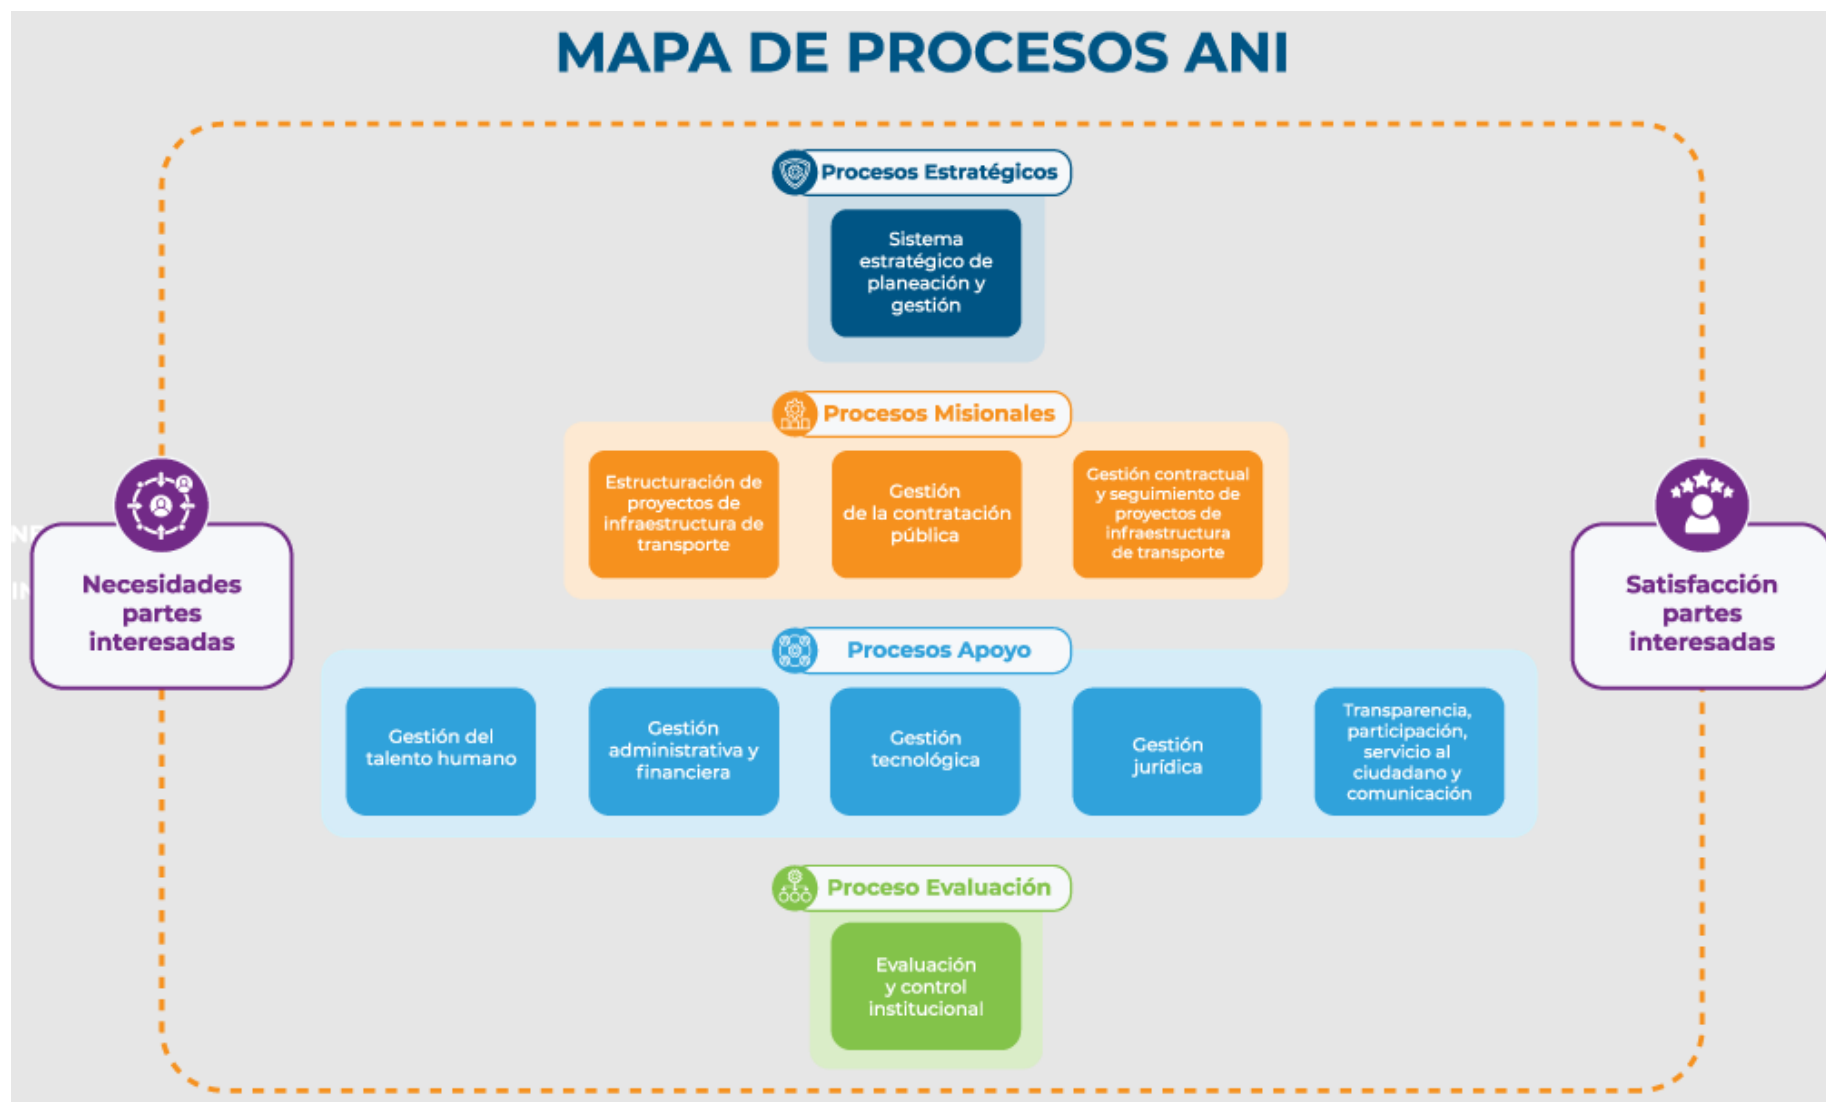 MAPA DE PROCESOS ANI
Procesos Estratégicos
Sistema
estratégico de
planeación y
gestión
Procesos Misionales
Estructuración de
proyectos de
infraestructura de
transporte
Gestión
de la contratación
pública
Gestión contractual
y seguimiento de
proyectos de
infraestructura
de transporte
Necesidades
partes
interesadas
Satisfacción
partes
interesadas
Procesos Apoyo
Gestión del
talento humano
Gestión
administrativa y
financiera
Gestión
tecnológica
Gestión
jurídica
Transparencia,
participación,
servicio al
ciudadano y
comunicación
Proceso Evaluación
Evaluación
y control
institucional